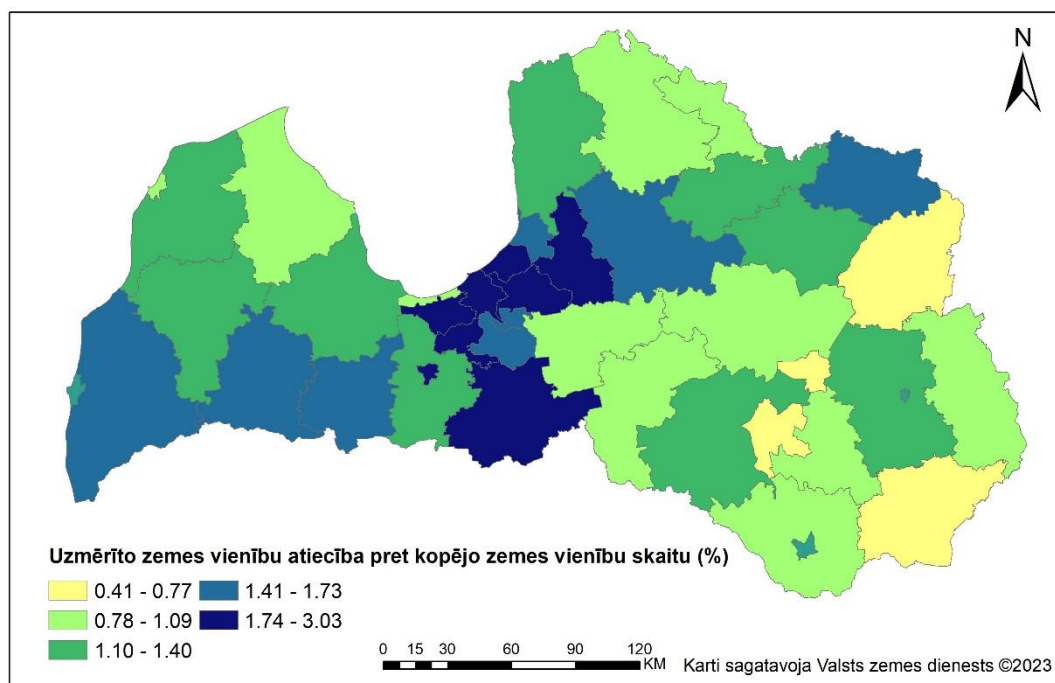 N
Uzmērīto zemes vienību atiecība pret kopējo zemes vienību skaitu (%)
0.41 - 0.77
1.41 - 1.73
0.78 - 1.09
1.74 - 3.03
1.10 - 1.40
0 15 30 60 90 120
KM
Karti sagatavoja Valsts zemes dienests ©2023